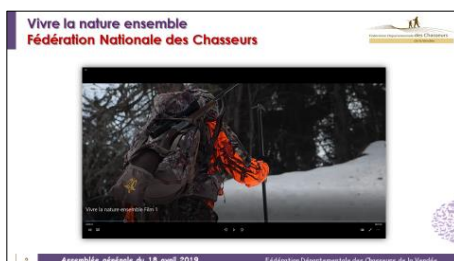 Vivre la nature ensemble
Fédération Nationale des Chasseurs
Vivre la nature ensemble Film 1
Assemblée générale du 18 avril 2019
Fédération Départementale des Chasseurs de la Vendée